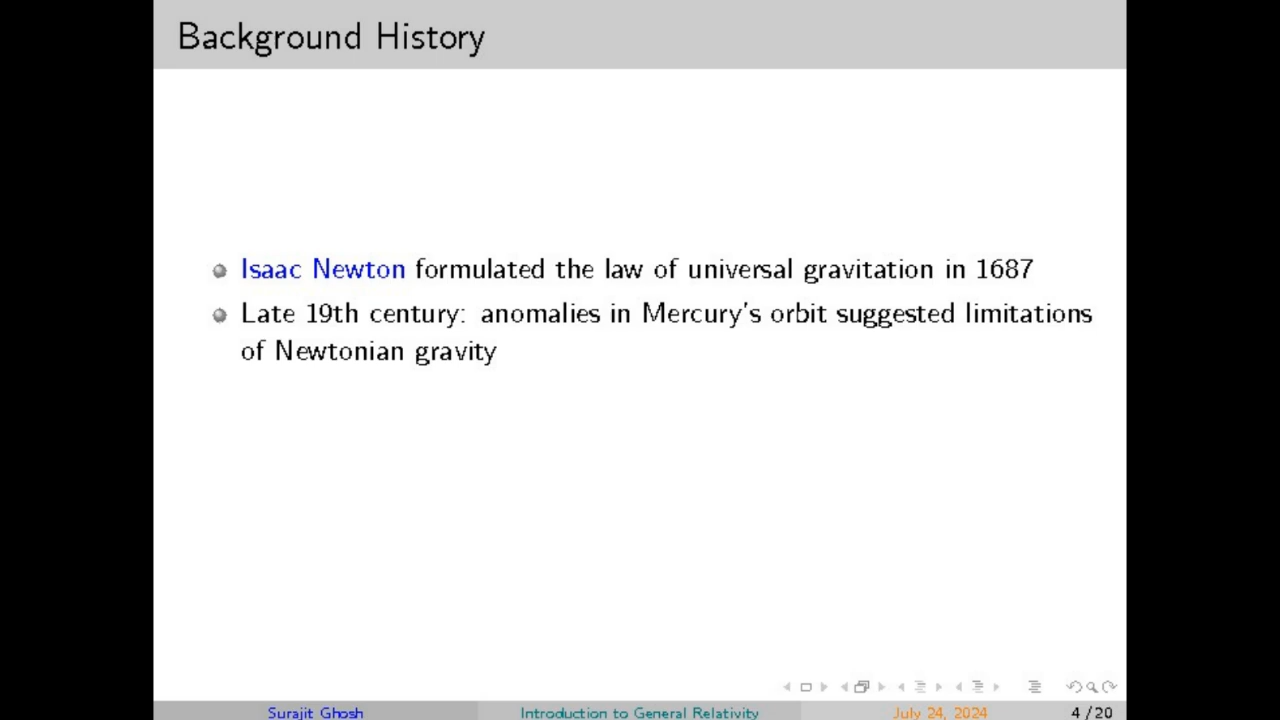 Background History
Isaac Newton formulated the law of universal gravitation in 1687
Late 19th century: anomalies in Mercury's orbit suggested limitations
of Newtonian gravity
Surajit Ghosh Introduction to General Relativity July 24, 2024 4 / 20